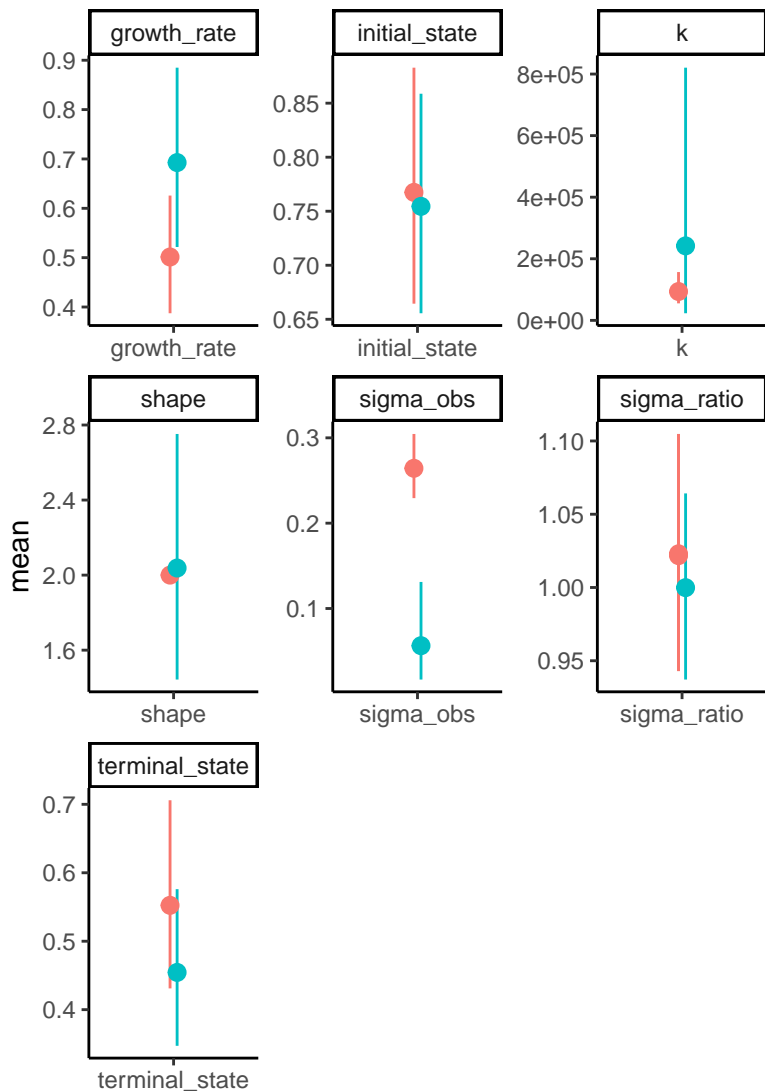 growth_rate
initial_state
k
0.9
0.8
0.7
0.6
0.5
0.4
growth_rate
0.85
0.80
0.75
0.70
0.65
initial_state
8e+05
6e+05
4e+05
2e+05
0e+00
k
shape
sigma_obs
sigma_ratio
mean
2.8
2.4
2.0
1.6
shape
0.3
0.2
0.1
sigma_obs
1.10
1.05
1.00
0.95
sigma_ratio
terminal_state
0.7
0.6
0.5
0.4
terminal_state